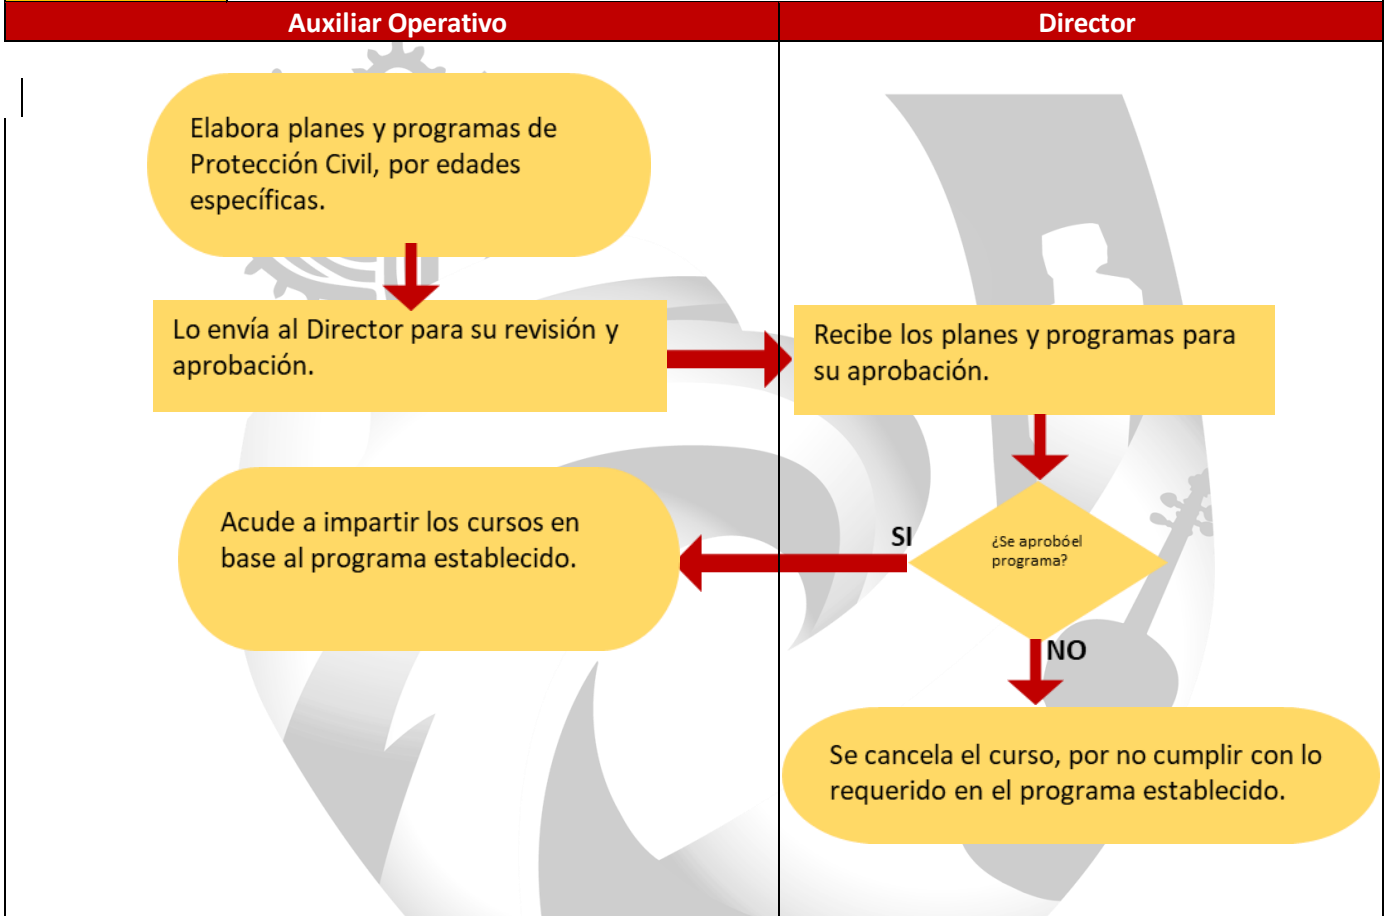 Auxiliar Operativo
Director
Elabora planes y programas de
Protección Civil, por edades
específicas.
Lo envía al Director para su revisión y
aprobación.
Recibe los planes y programas para
su aprobación.
¿Se aprobóel
programa?
SI
Acude a impartir los cursos en
base al programa establecido.
NO
Se cancela el curso, por no cumplir con lo
requerido en el programa establecido.